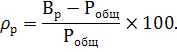 ρр = (Вр − Робщ) / Робщ × 100.